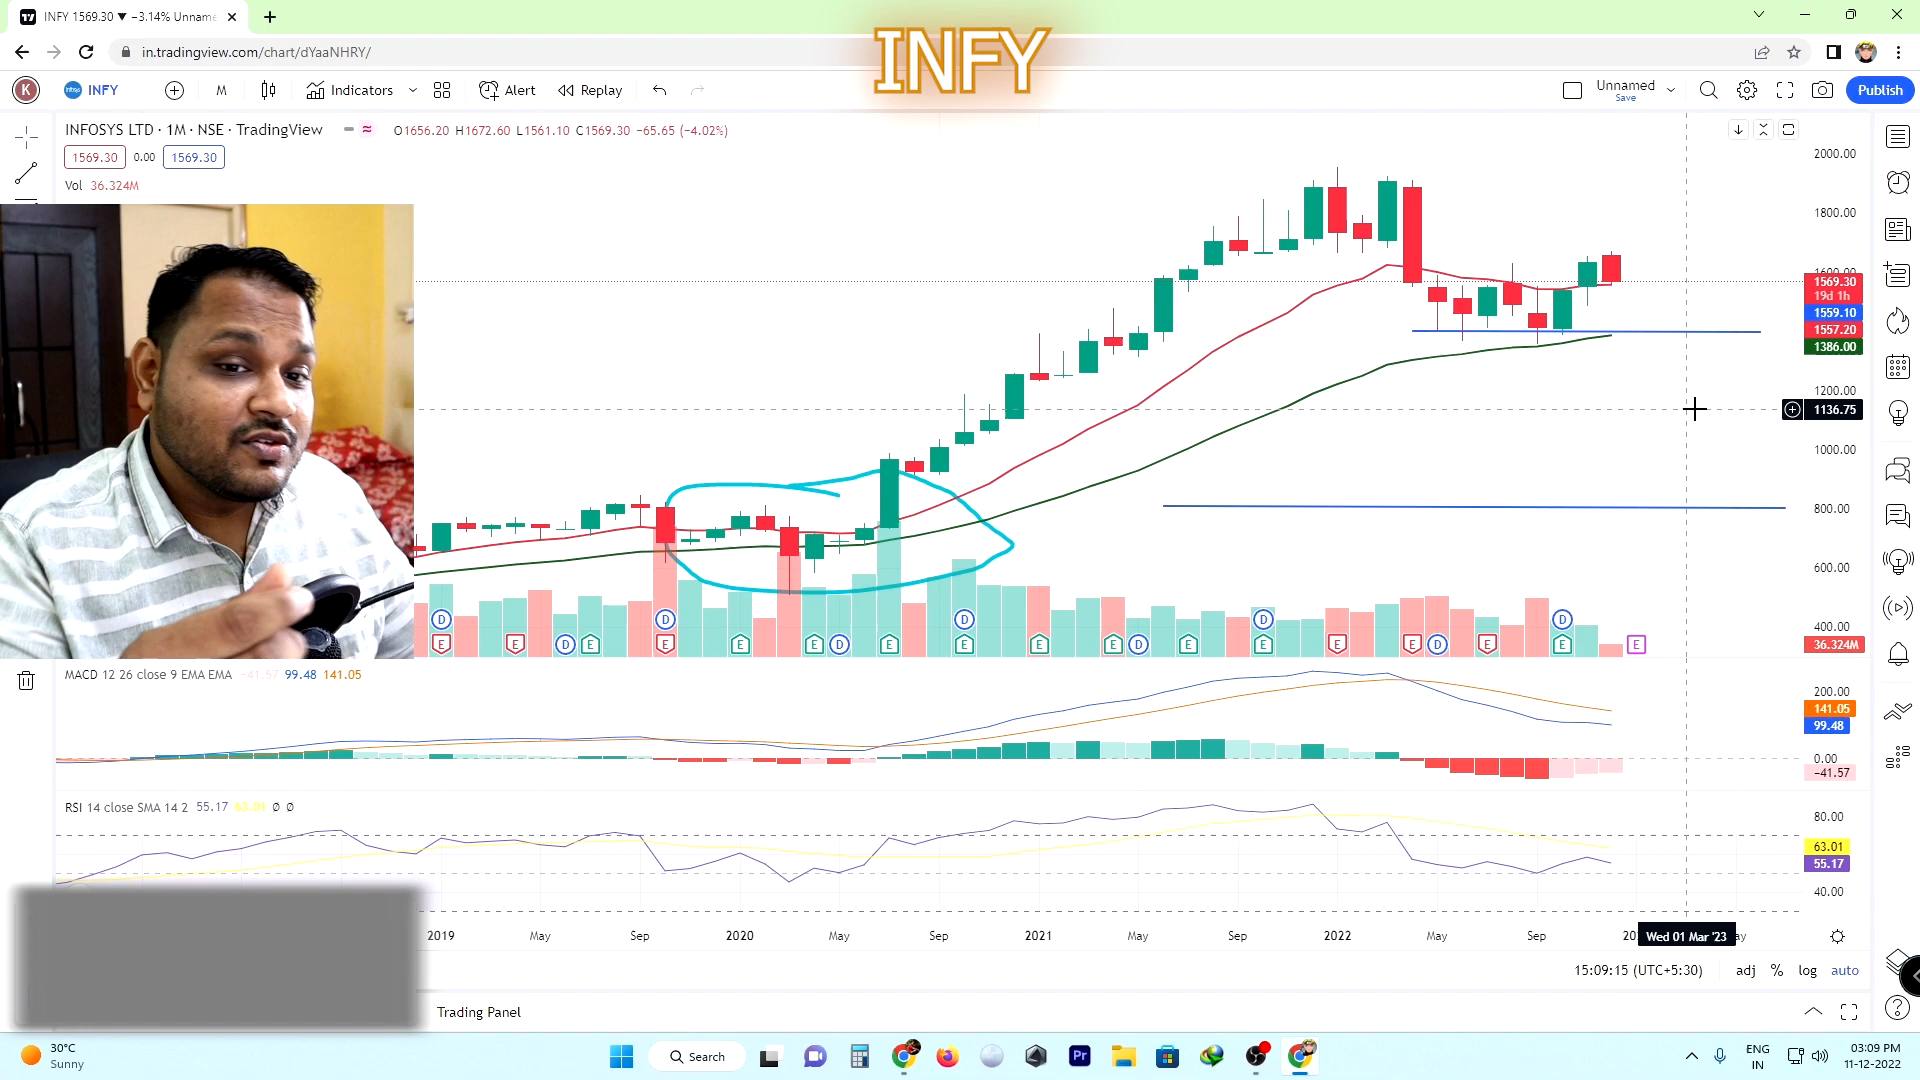 INFY 1569.30 ▼ −3.14% Unname
in.tradingview.com/chart/dYaaNHRY/
INFY
K
INFY
M
Indicators
Alert
Replay
Unnamed
Save
Publish
INFOSYS LTD · 1M · NSE · TradingView
O1656.20 H1672.60 L1561.10 C1569.30 −65.65 (−4.02%)
1569.30 0.00 1569.30
Vol 36.324M
2000.00
1800.00
1600.00
1569.30
19d 1h
1559.10
1557.20
1386.00
1200.00
1136.75
1000.00
800.00
600.00
400.00
36.324M
D D D D D
E E D E E E E D E E E E D E E E E D E E E
MACD 12 26 close 9 EMA EMA −41.57 99.48 141.05
200.00
141.05
99.48
0.00
−41.57
RSI 14 close SMA 14 2 55.17 63.01 ∅ ∅
80.00
63.01
55.17
40.00
2019 May Sep 2020 May Sep 2021 May Sep 2022 May Sep
Wed 01 Mar '23
15:09:15 (UTC+5:30) adj % log auto
Trading Panel
30°C
Sunny
Search
Pr
ENG
IN
03:09 PM
11-12-2022